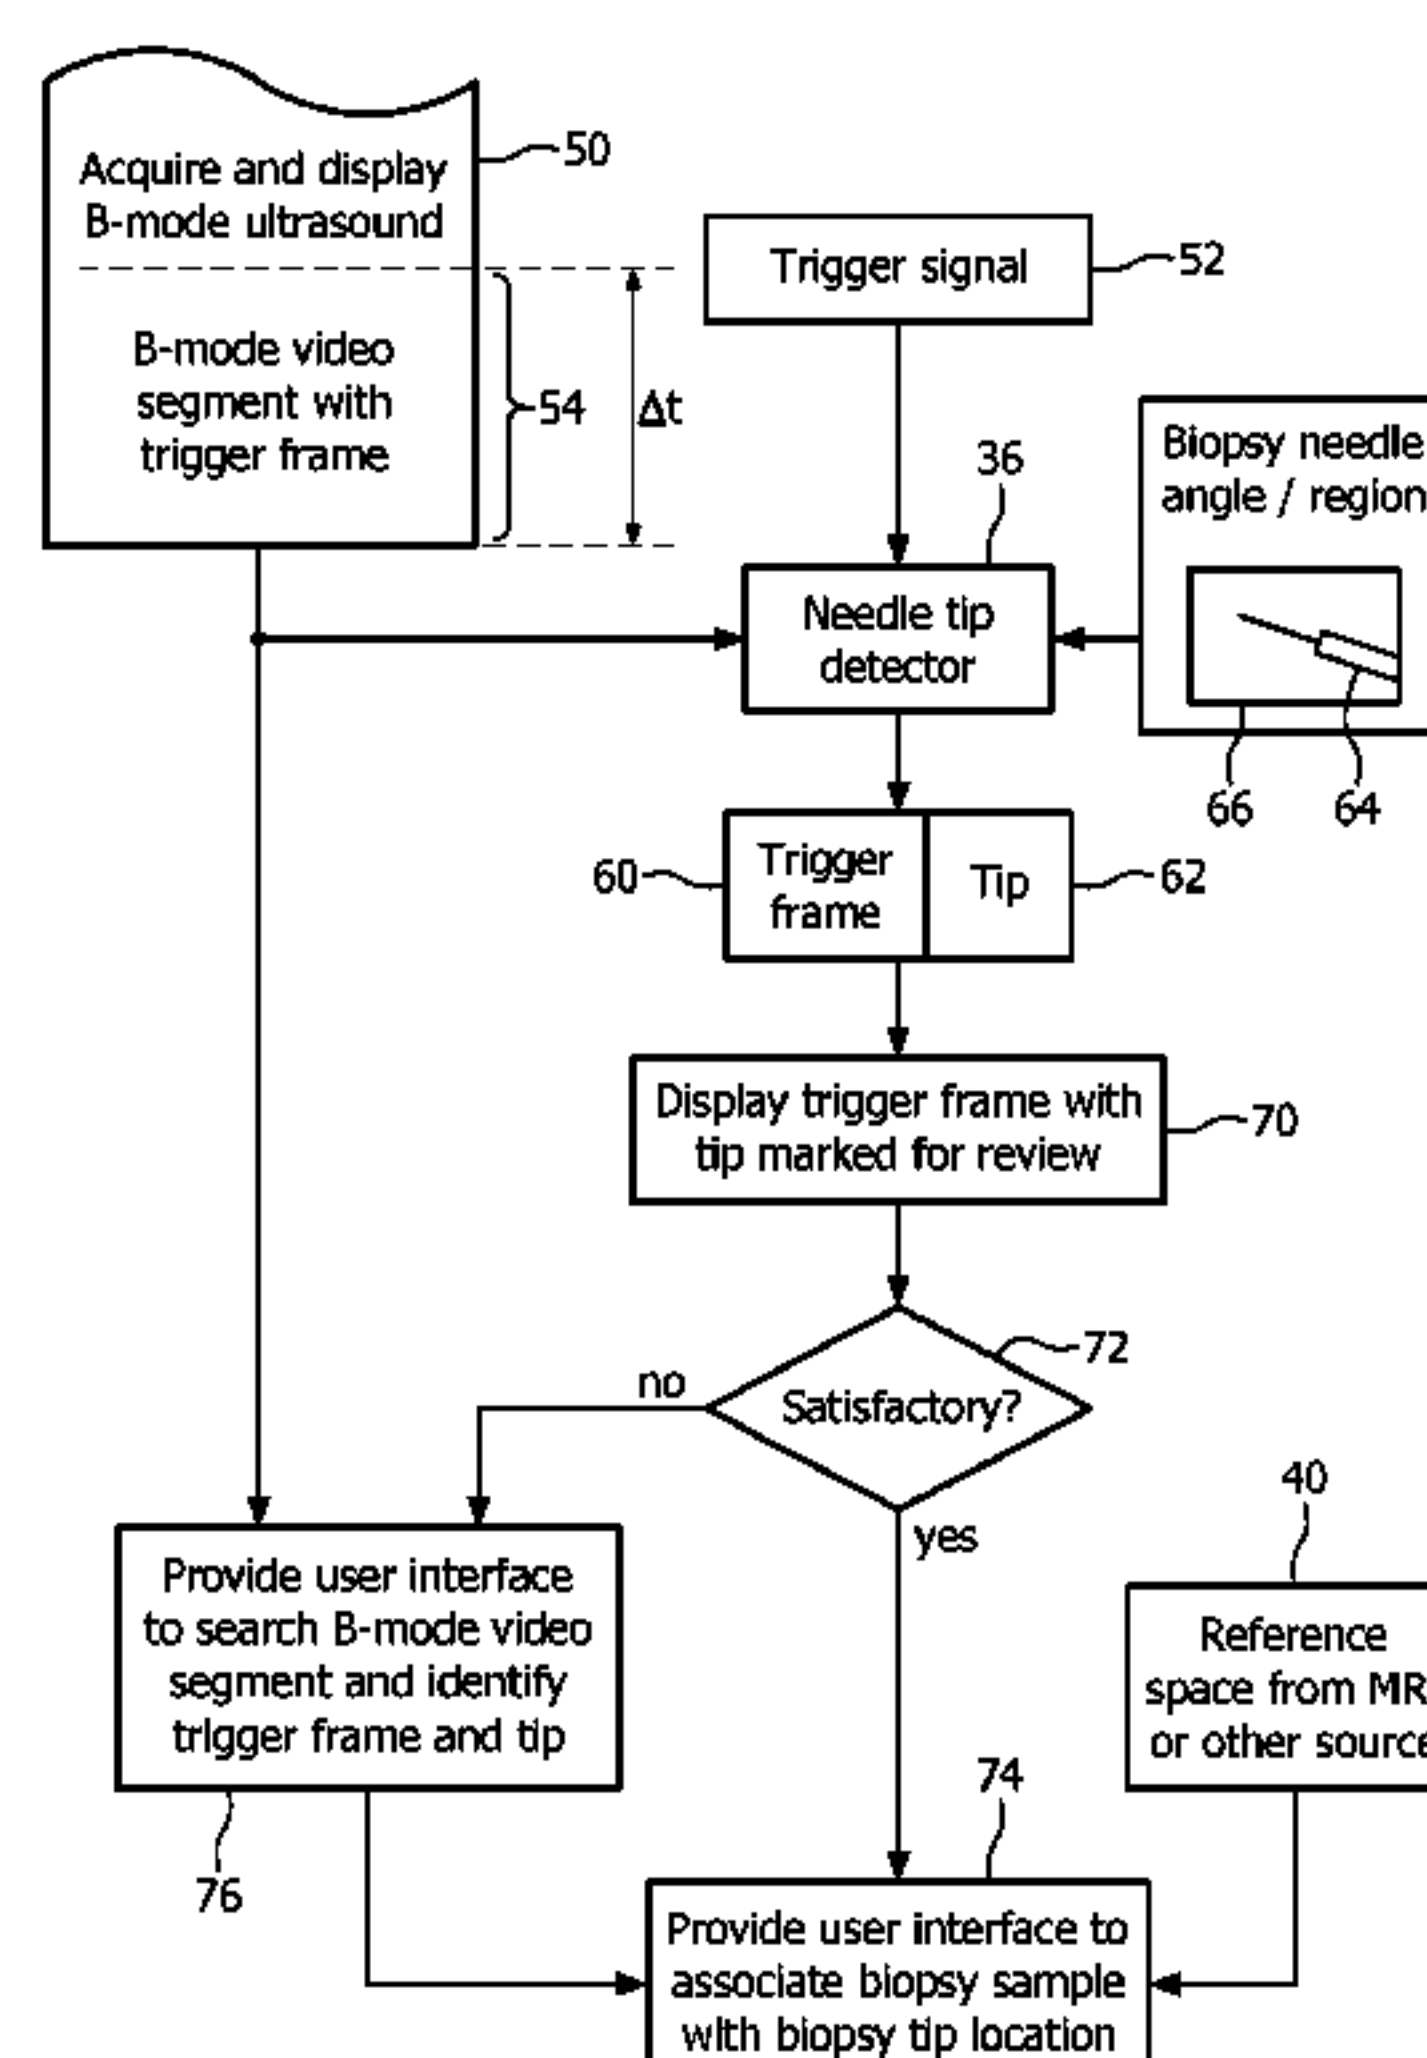 Acquire and display
B-mode ultrasound
50
Trigger signal
52
B-mode video
segment with
trigger frame
54
Δt
36
Biopsy needle
angle / region
Needle tip
detector
66
64
60
Trigger
frame
Tip
62
Display trigger frame with
tip marked for review
70
72
no
Satisfactory?
yes
40
Provide user interface
to search B-mode video
segment and identify
trigger frame and tip
Reference
space from MR
or other source
74
76
Provide user interface to
associate biopsy sample
with biopsy tip location